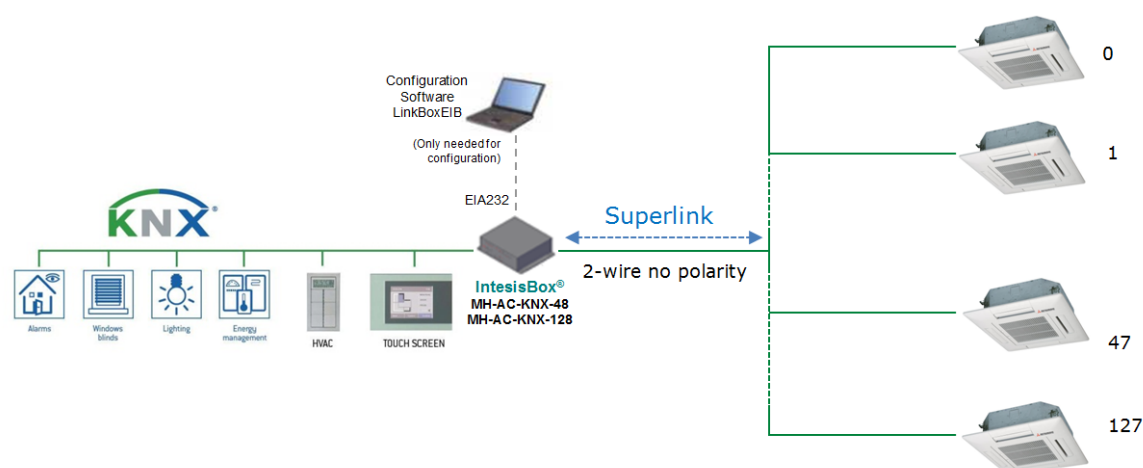 0
Configuration
Software
LinkBoxEIB
(Only needed for
configuration)
1
EIA232
KNX®
Superlink
2-wire no polarity
IntesisBox®
MH-AC-KNX-48
MH-AC-KNX-128
Alarms
Windows
blinds
Lighting
Energy
management
HVAC
TOUCH SCREEN
47
127